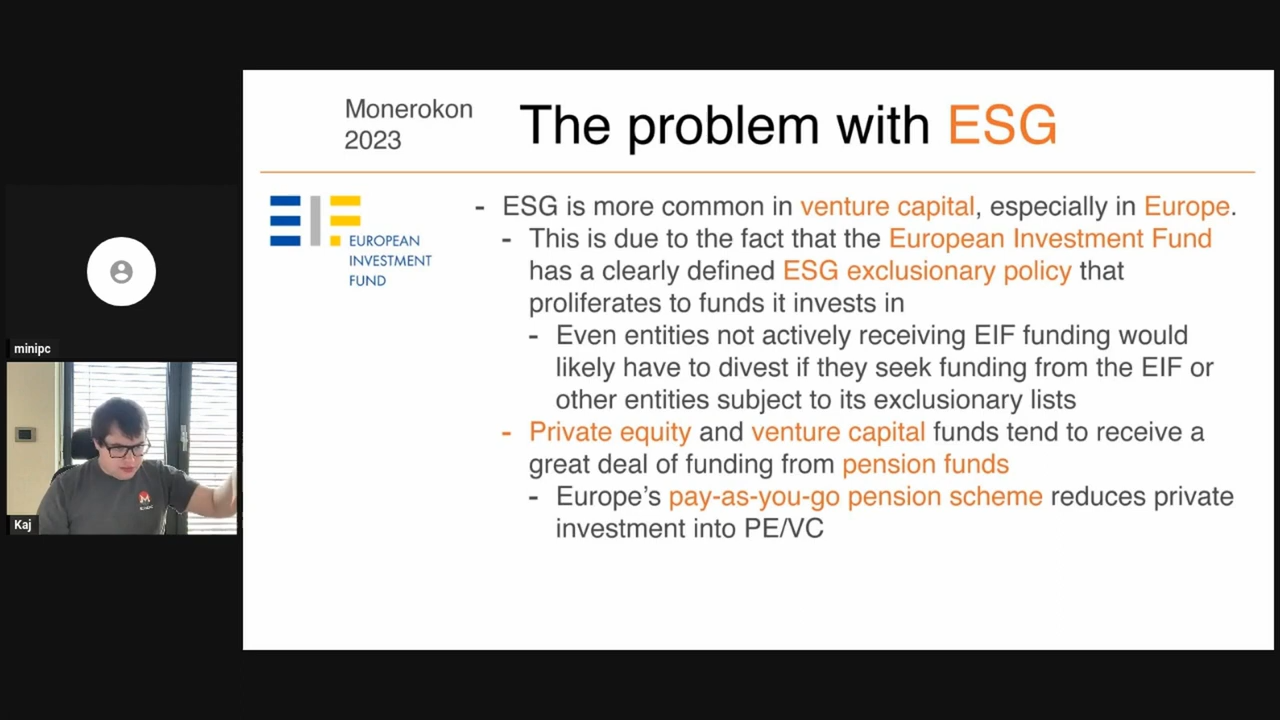 Monerokon
2023
The problem with ESG
EUROPEAN
INVESTMENT
FUND
- ESG is more common in venture capital, especially in Europe.
- This is due to the fact that the European Investment Fund
has a clearly defined ESG exclusionary policy that
proliferates to funds it invests in
- Even entities not actively receiving EIF funding would
likely have to divest if they seek funding from the EIF or
other entities subject to its exclusionary lists
- Private equity and venture capital funds tend to receive a
great deal of funding from pension funds
- Europe's pay-as-you-go pension scheme reduces private
investment into PE/VC
minipc
Kaj